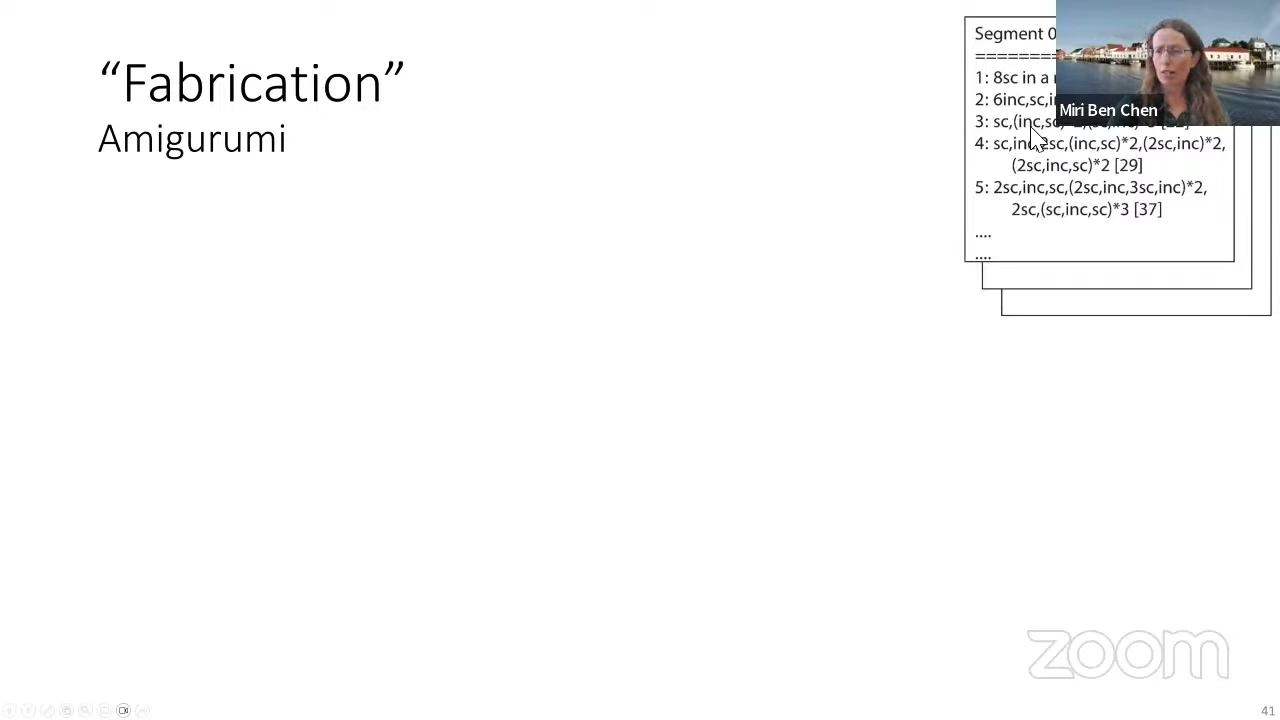 “Fabrication”
Amigurumi
Segment 0
=========
1: 8sc in a
2: 6inc,sc,
3: sc,(inc,sc)
4: sc,inc,2sc,(inc,sc)*2,(2sc,inc)*2,
(2sc,inc,sc)*2 [29]
5: 2sc,inc,sc,(2sc,inc,3sc,inc)*2,
2sc,(sc,inc,sc)*3 [37]
....
....
Miri Ben Chen
zoom
41